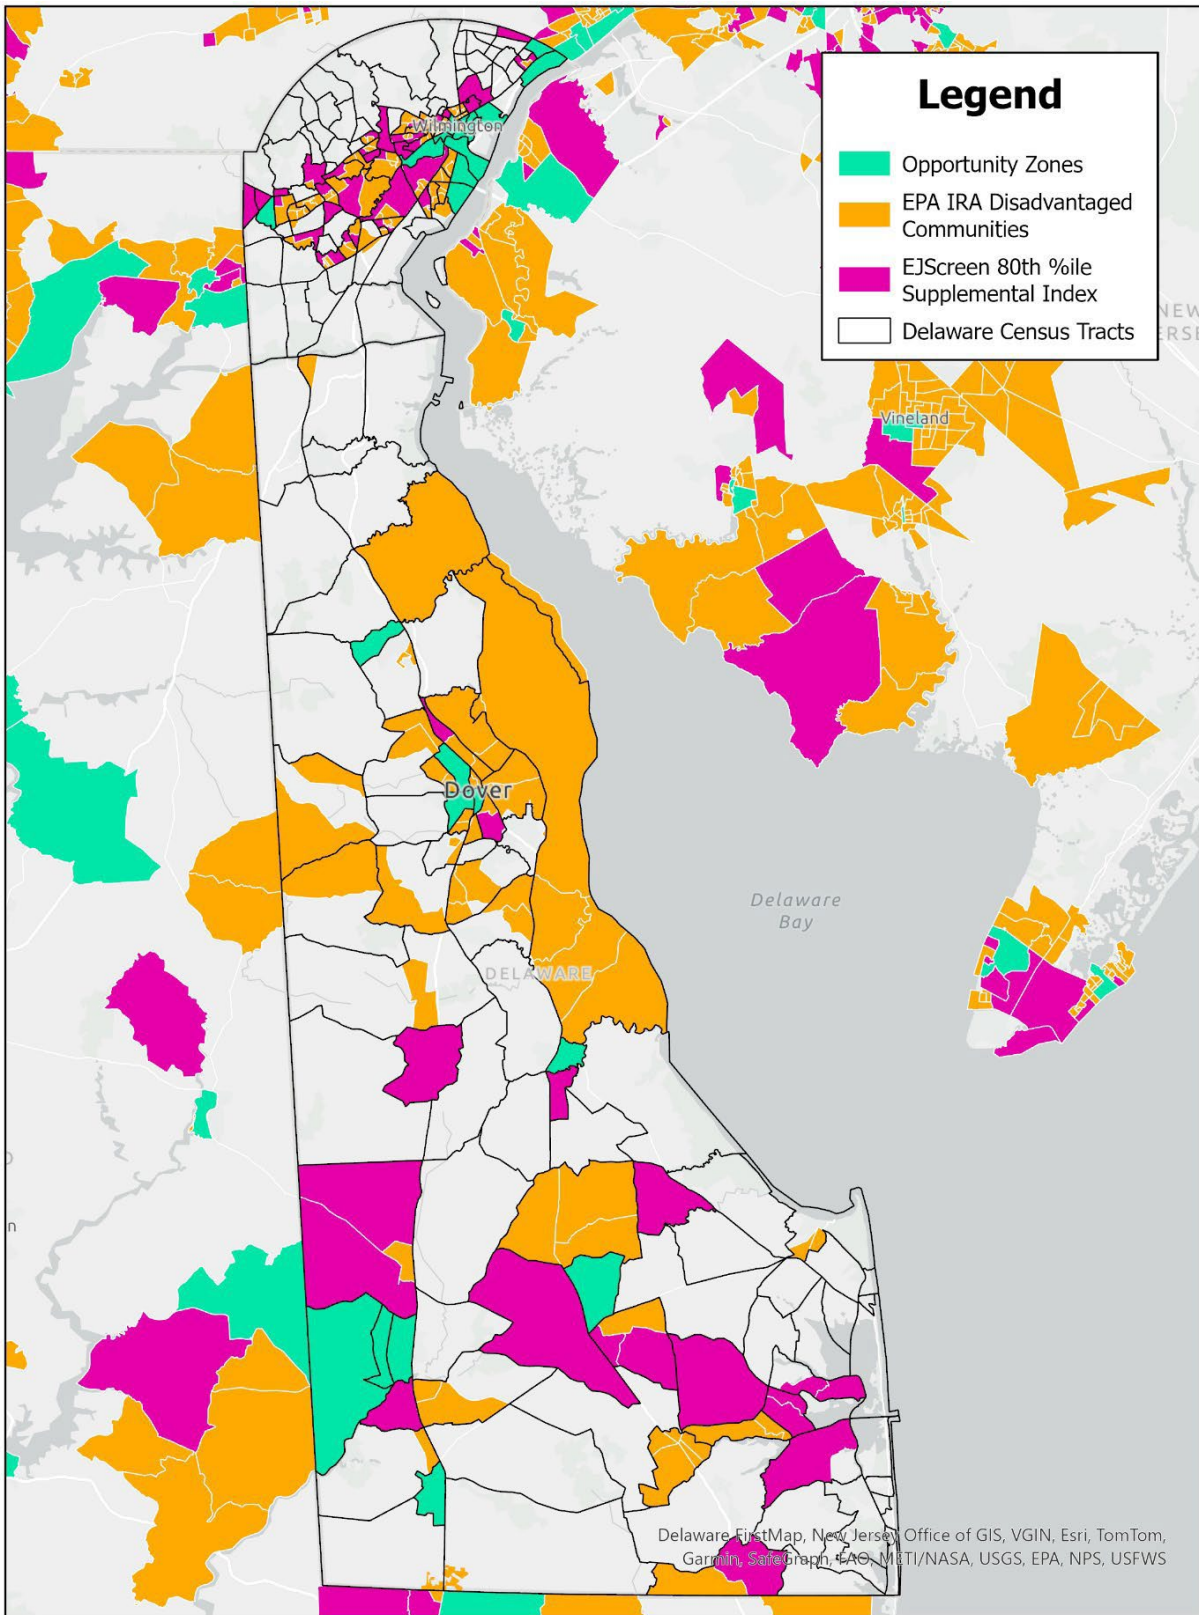 Legend
Opportunity Zones
EPA IRA Disadvantaged
Communities
EJScreen 80th %ile
Supplemental Index
Delaware Census Tracts
Wilmington
NEW
ERSE
Vineland
Dover
Delaware
Bay
DELAWARE
n
Delaware FirstMap, New Jersey Office of GIS, VGIN, Esri, TomTom,
Garmin, SafeGraph, FAO, METI/NASA, USGS, EPA, NPS, USFWS